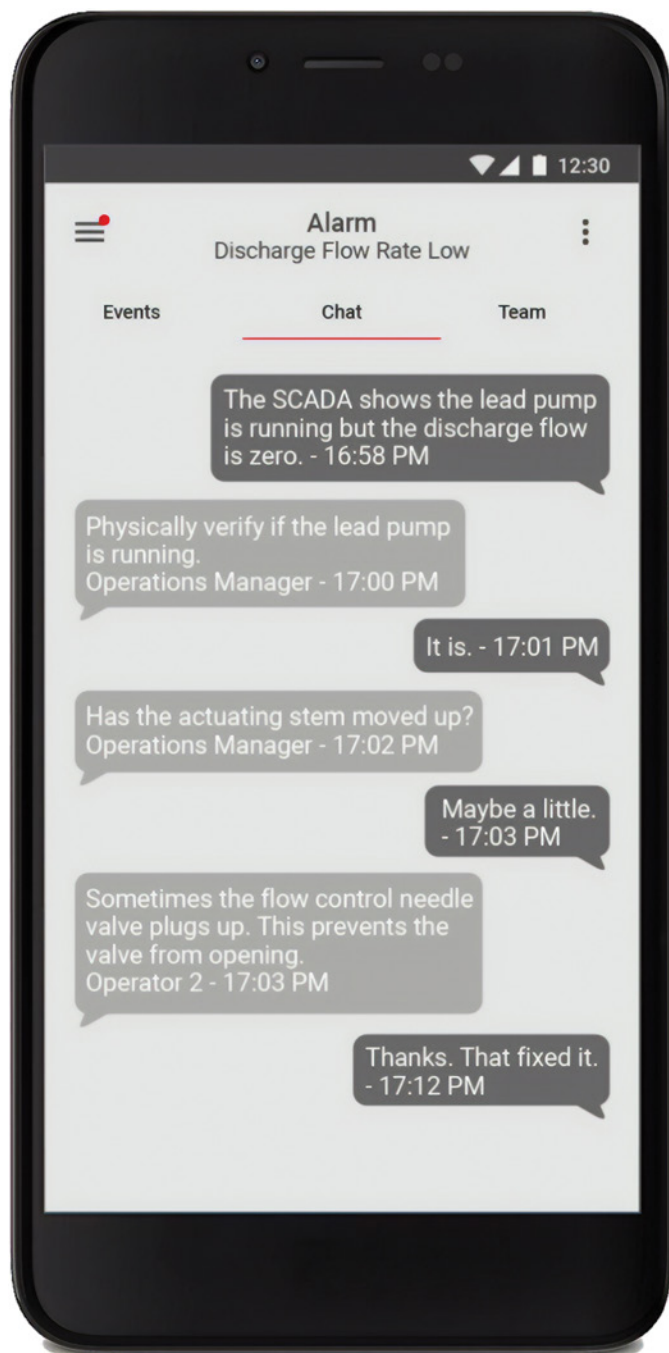 12:30
Alarm
Discharge Flow Rate Low
Events Chat Team
The SCADA shows the lead pump
is running but the discharge flow
is zero. - 16:58 PM
Physically verify if the lead pump
is running.
Operations Manager - 17:00 PM
It is. - 17:01 PM
Has the actuating stem moved up?
Operations Manager - 17:02 PM
Maybe a little.
- 17:03 PM
Sometimes the flow control needle
valve plugs up. This prevents the
valve from opening.
Operator 2 - 17:03 PM
Thanks. That fixed it.
- 17:12 PM